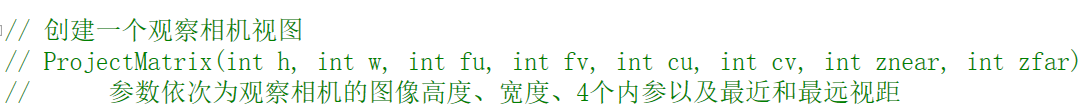 // 创建一个观察相机视图
// ProjectMatrix(int h, int w, int fu, int fv, int cu, int cv, int znear, int zfar)
// 参数依次为观察相机的图像高度、宽度、4个内参以及最近和最远视距